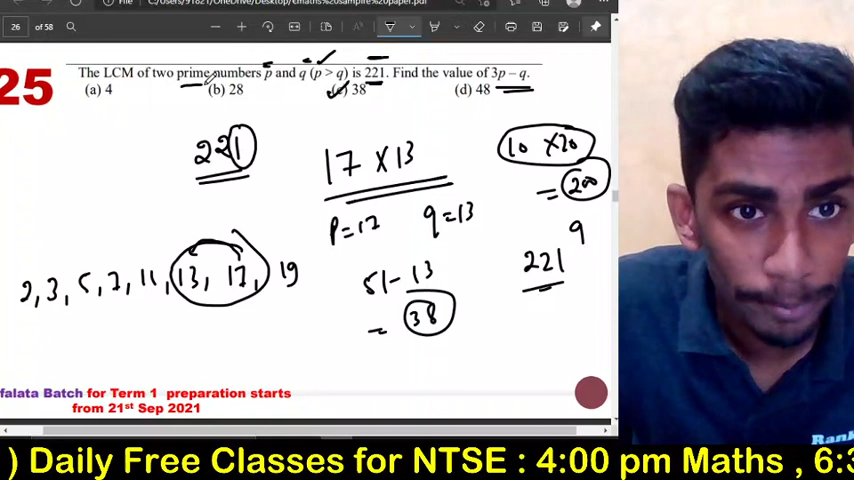 26 of 58
25
The LCM of two prime numbers p and q (p > q) is 221. Find the value of 3p – q.
(a) 4 (b) 28 (c) 38 (d) 48
221
17 × 13
10 × 20
= 200
p=17 q=13
9
221
2, 3, 5, 7, 11, 13, 17, 19
51 - 13
= 38
falata Batch for Term 1 preparation starts
from 21st Sep 2021
Rank
) Daily Free Classes for NTSE : 4:00 pm Maths , 6:3